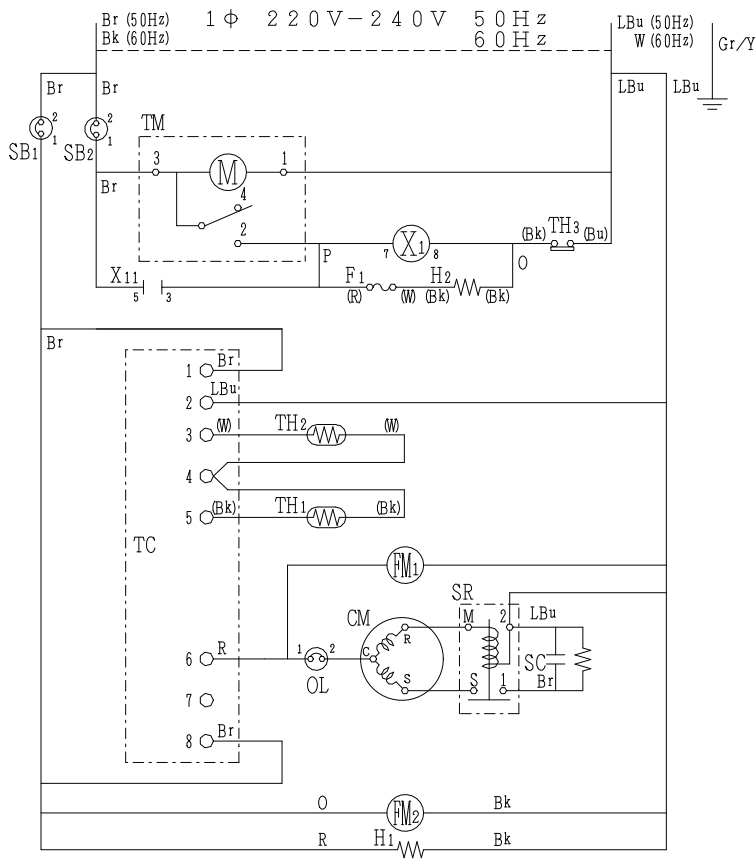 Br (50Hz) 1φ 220V-240V 50Hz LBu (50Hz)
Bk (60Hz) 60Hz W (60Hz) Gr/Y
Br Br LBu LBu
2 2
1 1
SB1 SB2 TM
3 M 1
Br
4
2
7 X1 8 (Bk) TH3 (Bu)
P O
X11 F1 H2
5 3 (R) (W) (Bk) (Bk)
Br
1 Br
2 LBu
3 (W) TH2 (W)
4
5 (Bk) TH1 (Bk)
TC
FM1
SR
CM M 2 LBu
R
6 R 1 2 C
OL
SC
S S 1 Br
7
8 Br
O FM2 Bk
R H1 Bk